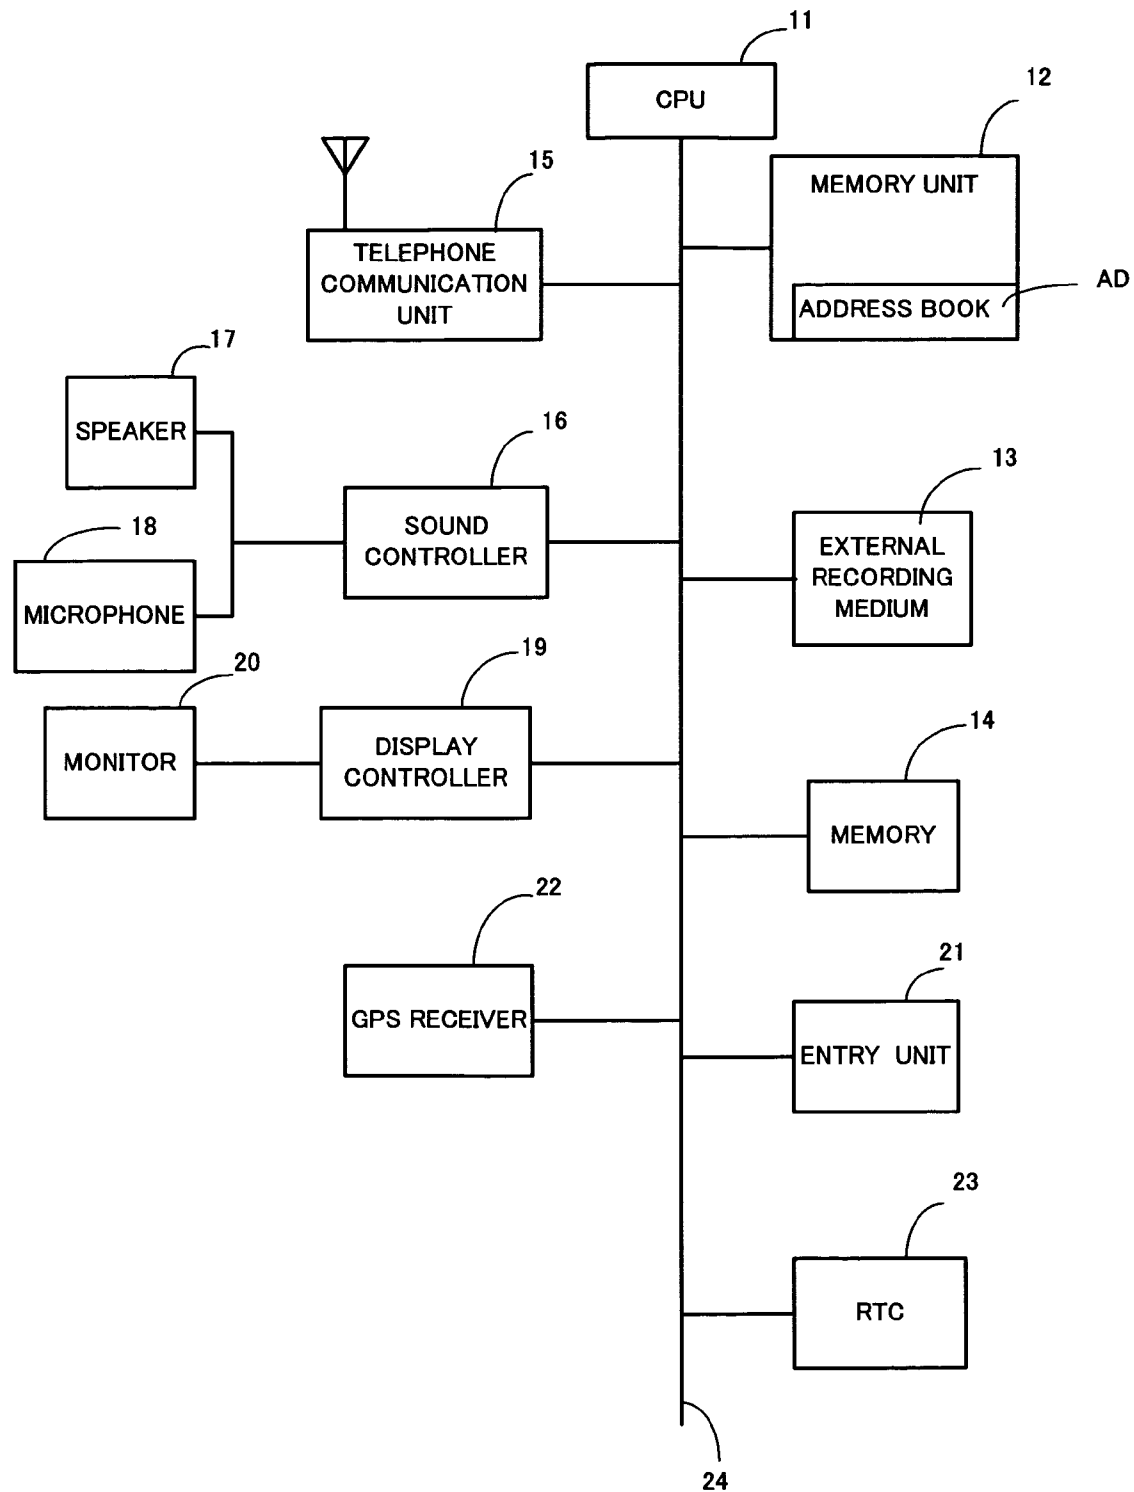 11
CPU
12
MEMORY UNIT
ADDRESS BOOK
AD
15
TELEPHONE
COMMUNICATION
UNIT
17
SPEAKER
16
SOUND
CONTROLLER
18
MICROPHONE
13
EXTERNAL
RECORDING
MEDIUM
20
MONITOR
19
DISPLAY
CONTROLLER
14
MEMORY
22
GPS RECEIVER
21
ENTRY UNIT
23
RTC
24